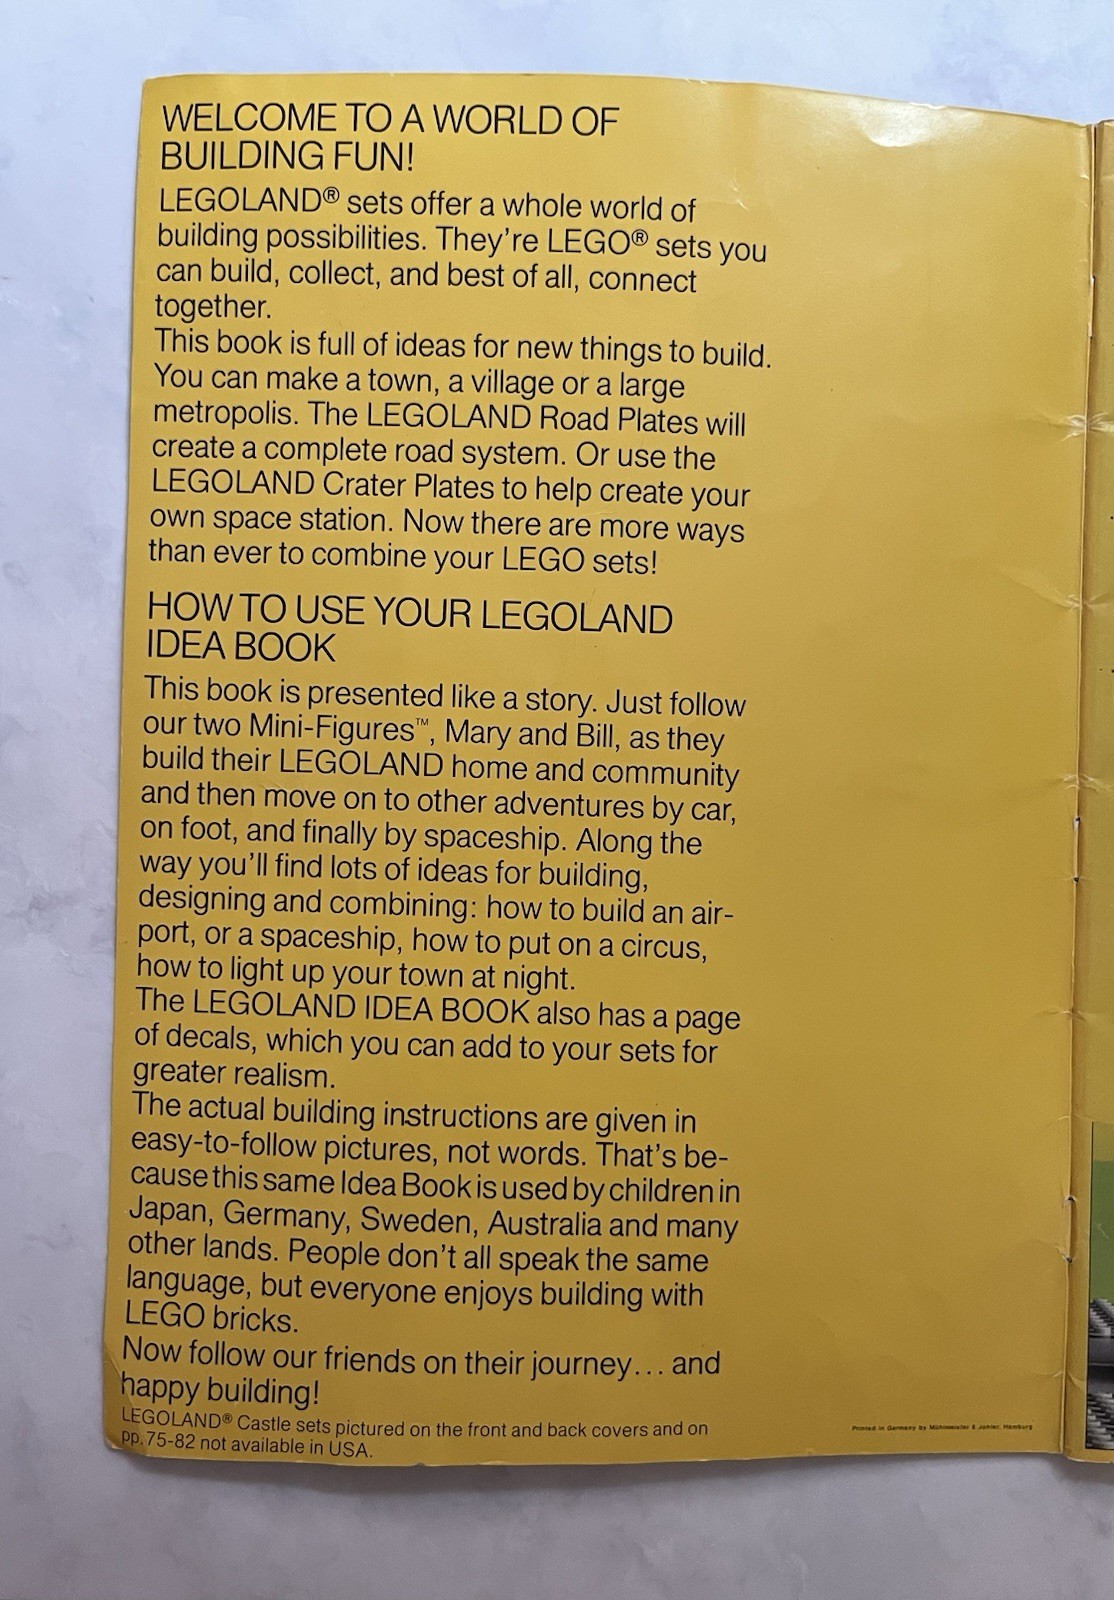 WELCOME TO A WORLD OF
BUILDING FUN!
LEGOLAND® sets offer a whole world of
building possibilities. They're LEGO® sets you
can build, collect, and best of all, connect
together.
This book is full of ideas for new things to build.
You can make a town, a village or a large
metropolis. The LEGOLAND Road Plates will
create a complete road system. Or use the
LEGOLAND Crater Plates to help create your
own space station. Now there are more ways
than ever to combine your LEGO sets!
HOW TO USE YOUR LEGOLAND
IDEA BOOK
This book is presented like a story. Just follow
our two Mini-Figures™, Mary and Bill, as they
build their LEGOLAND home and community
and then move on to other adventures by car,
on foot, and finally by spaceship. Along the
way you'll find lots of ideas for building,
designing and combining: how to build an air-
port, or a spaceship, how to put on a circus,
how to light up your town at night.
The LEGOLAND IDEA BOOK also has a page
of decals, which you can add to your sets for
greater realism.
The actual building instructions are given in
easy-to-follow pictures, not words. That's be-
cause this same Idea Book is used by children in
Japan, Germany, Sweden, Australia and many
other lands. People don't all speak the same
language, but everyone enjoys building with
LEGO bricks.
Now follow our friends on their journey... and
happy building!
LEGOLAND® Castle sets pictured on the front and back covers and on
pp. 75-82 not available in USA.
Printed in Germany by & Johler, Hamburg